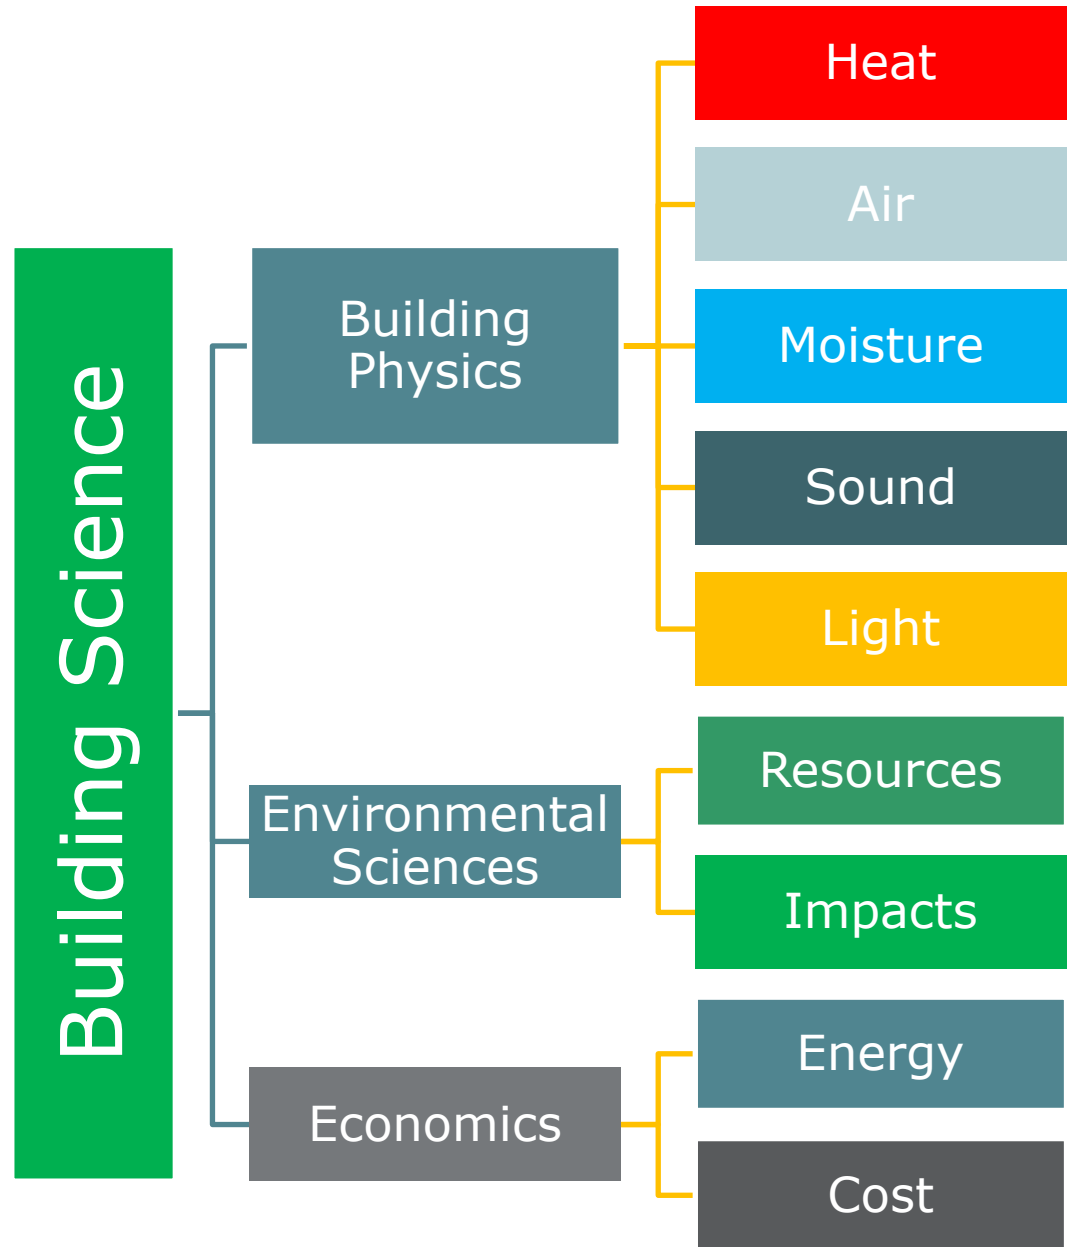 Building Science
Building
Physics
Heat
Air
Moisture
Sound
Light
Environmental
Sciences
Resources
Impacts
Economics
Energy
Cost